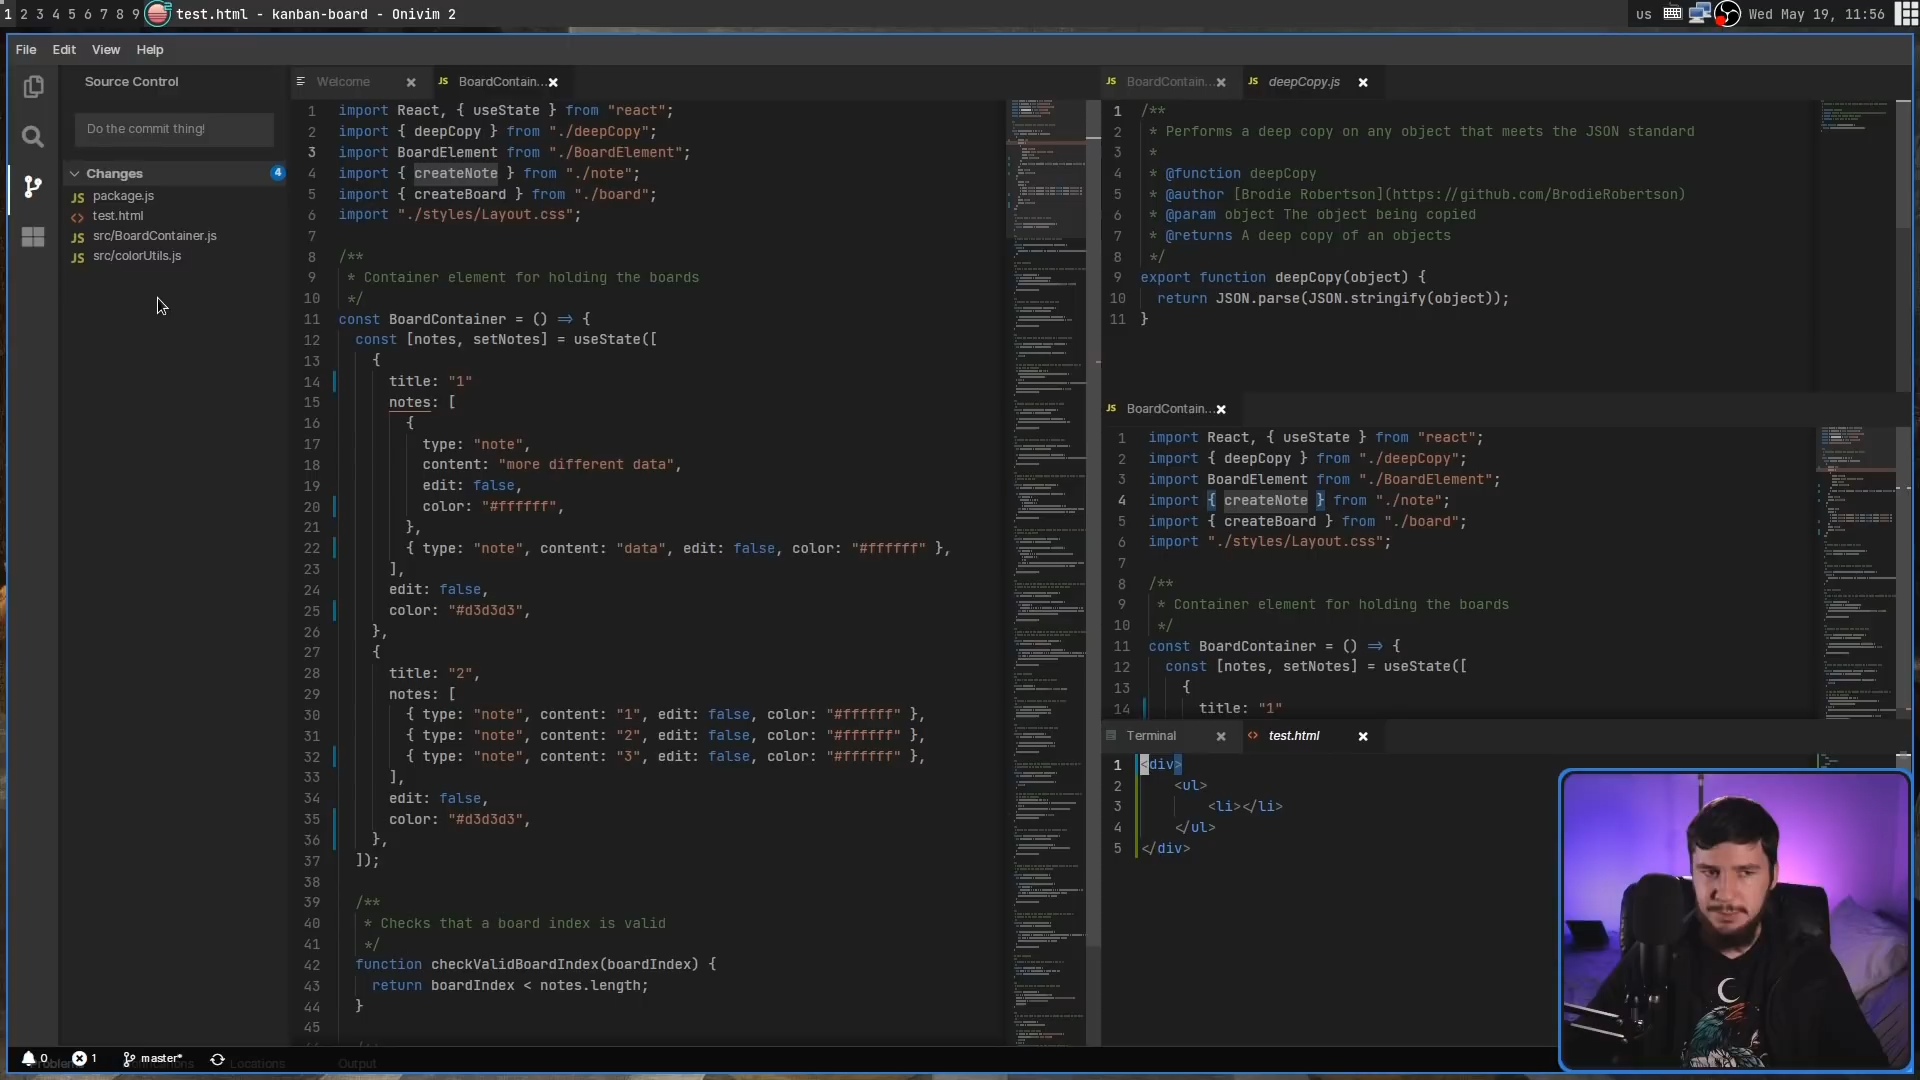 1 2 3 4 5 6 7 8 9 test.html - kanban-board - Onivim 2
us Wed May 19, 11:56
File Edit View Help
Source Control
Do the commit thing!
Changes 4
JS package.js
<> test.html
JS src/BoardContainer.js
JS src/colorUtils.js
Welcome
JS BoardContain...
1 import React, { useState } from "react";
2 import { deepCopy } from "./deepCopy";
3 import BoardElement from "./BoardElement";
4 import { createNote } from "./note";
5 import { createBoard } from "./board";
6 import "./styles/Layout.css";
7
8 /**
9 * Container element for holding the boards
10 */
11 const BoardContainer = () => {
12 const [notes, setNotes] = useState([
13 {
14 title: "1"
15 notes: [
16 {
17 type: "note",
18 content: "more different data",
19 edit: false,
20 color: "#ffffff",
21 },
22 { type: "note", content: "data", edit: false, color: "#ffffff" },
23 ],
24 edit: false,
25 color: "#d3d3d3",
26 },
27 {
28 title: "2",
29 notes: [
30 { type: "note", content: "1", edit: false, color: "#ffffff" },
31 { type: "note", content: "2", edit: false, color: "#ffffff" },
32 { type: "note", content: "3", edit: false, color: "#ffffff" },
33 ],
34 edit: false,
35 color: "#d3d3d3",
36 },
37 ]);
38
39 /**
40 * Checks that a board index is valid
41 */
42 function checkValidBoardIndex(boardIndex) {
43 return boardIndex < notes.length;
44 }
45
JS BoardContain...
JS deepCopy.js
1 /**
2 * Performs a deep copy on any object that meets the JSON standard
3 *
4 * @function deepCopy
5 * @author [Brodie Robertson](https://github.com/BrodieRobertson)
6 * @param object The object being copied
7 * @returns A deep copy of an objects
8 */
9 export function deepCopy(object) {
10 return JSON.parse(JSON.stringify(object));
11 }
JS BoardContain...
1 import React, { useState } from "react";
2 import { deepCopy } from "./deepCopy";
3 import BoardElement from "./BoardElement";
4 import { createNote } from "./note";
5 import { createBoard } from "./board";
6 import "./styles/Layout.css";
7
8 /**
9 * Container element for holding the boards
10 */
11 const BoardContainer = () => {
12 const [notes, setNotes] = useState([
13 {
14 title: "1"
Terminal
<> test.html
1 <div>
2 <ul>
3 <li></li>
4 </ul>
5 </div>
0 1 master*
Locations Output